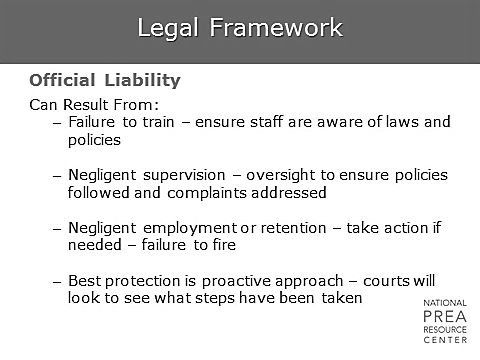 Legal Framework
Official Liability
Can Result From:
– Failure to train – ensure staff are aware of laws and
policies
– Negligent supervision – oversight to ensure policies
followed and complaints addressed
– Negligent employment or retention – take action if
needed – failure to fire
– Best protection is proactive approach – courts will
look to see what steps have been taken
NATIONAL
PREA
RESOURCE
CENTER